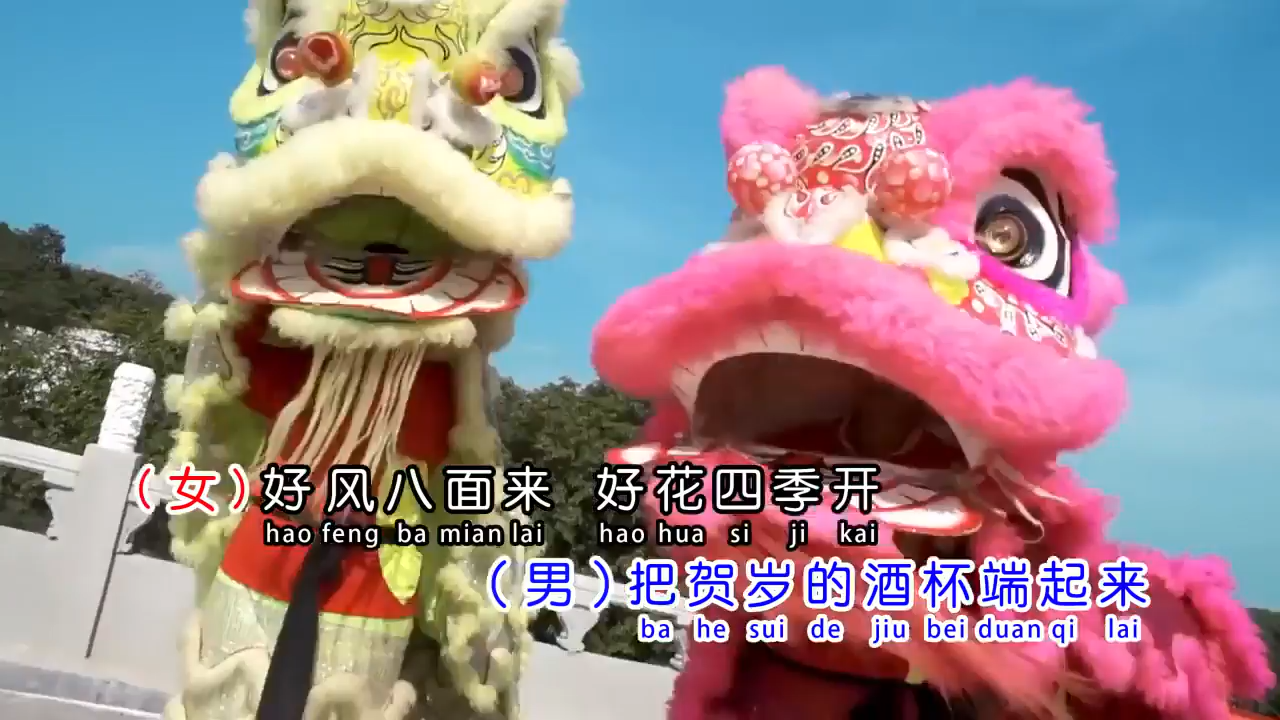 （女）好风八面来 好花四季开
hao feng ba mian lai hao hua si ji kai
（男）把贺岁的酒杯端起来
ba he sui de jiu bei duan qi lai